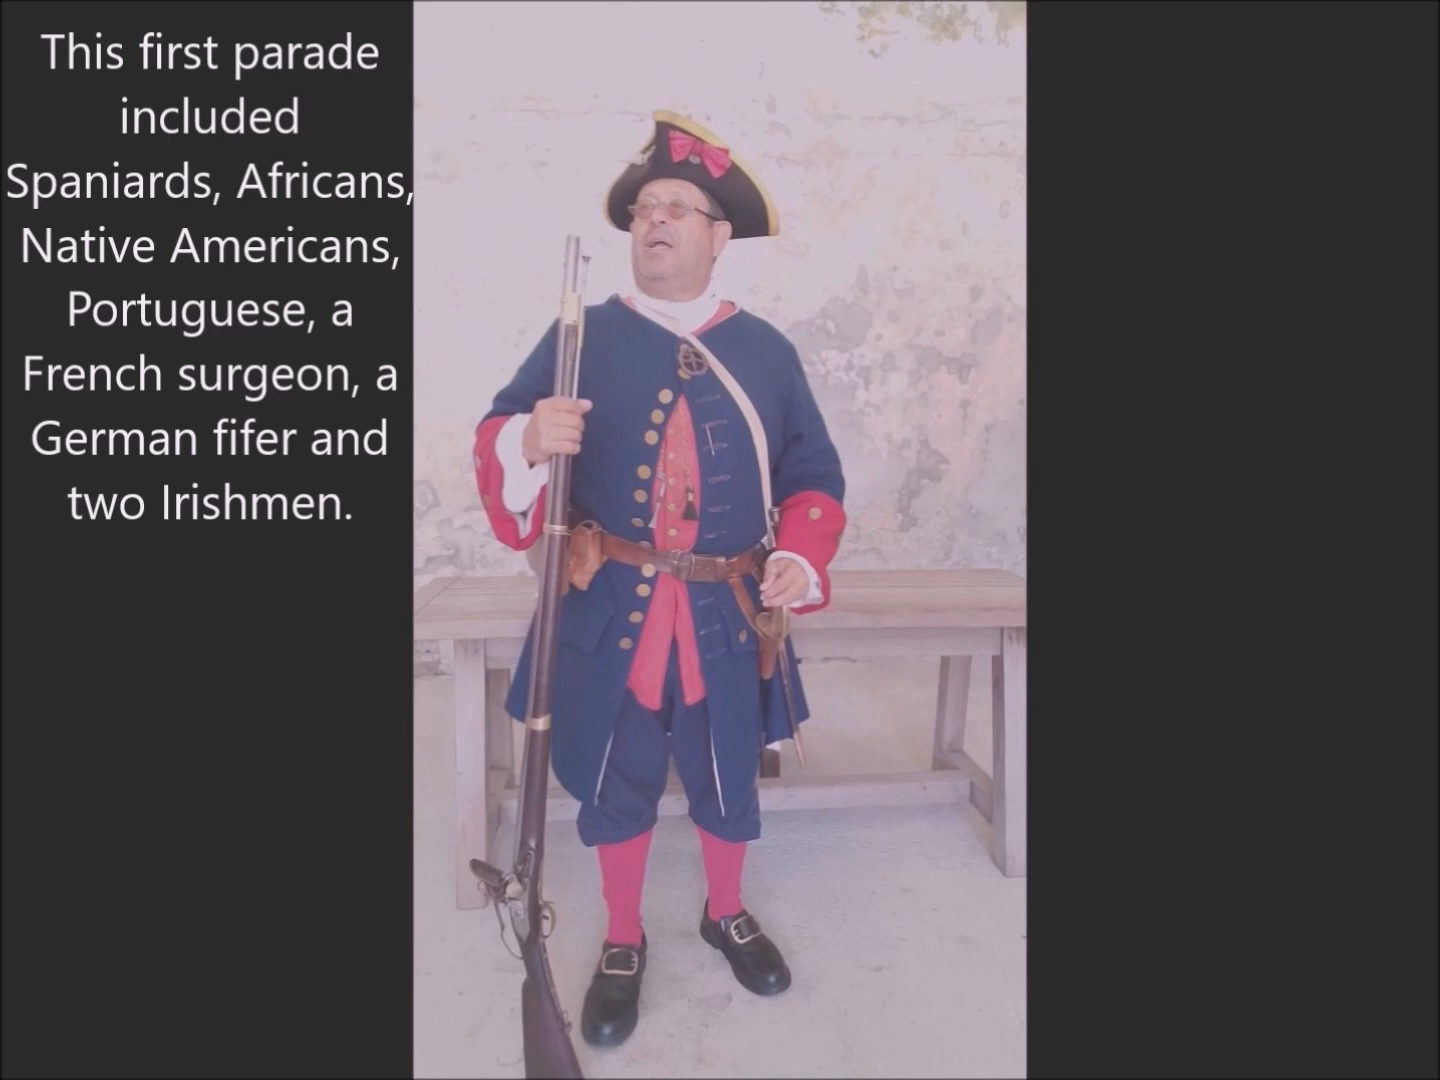 This first parade
included
Spaniards, Africans,
Native Americans,
Portuguese, a
French surgeon, a
German fifer and
two Irishmen.